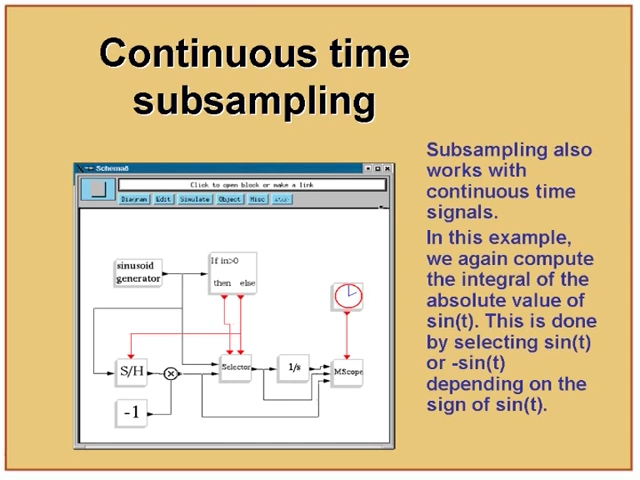 Continuous time
subsampling
Schema8
Click to open block or make a link
Diagram Edit Simulate Object Misc stop
sinusoid
generator
If in>0
then else
S/H
Selector
1/s
MScope
-1
Subsampling also
works with
continuous time
signals.
In this example,
we again compute
the integral of the
absolute value of
sin(t). This is done
by selecting sin(t)
or -sin(t)
depending on the
sign of sin(t).